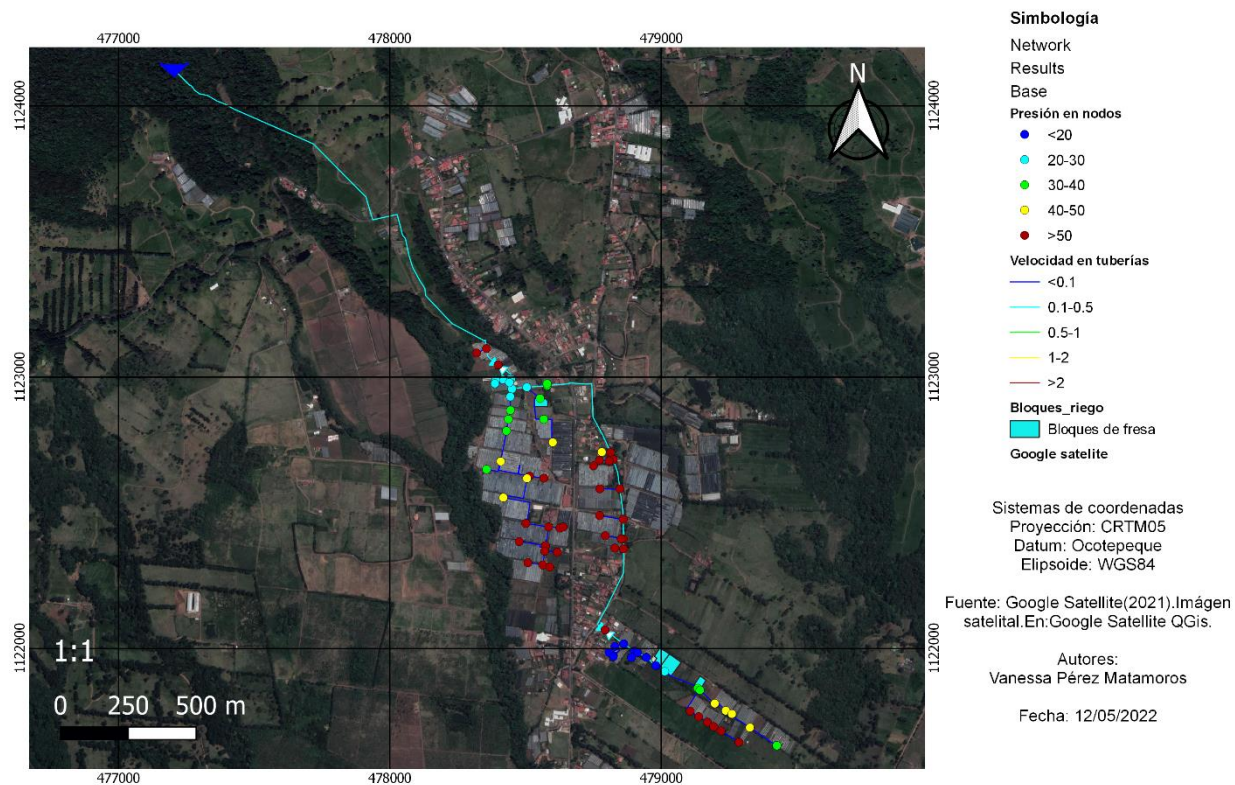 477000
478000
479000
1124000
1124000
N
1123000
1123000
1122000
1122000
1:1
0 250 500 m
477000
478000
479000
Simbología
Network
Results
Base
Presión en nodos
<20
20-30
30-40
40-50
>50
Velocidad en tuberías
<0.1
0.1-0.5
0.5-1
1-2
>2
Bloques_riego
Bloques de fresa
Google satelite
Sistemas de coordenadas
Proyección: CRTM05
Datum: Ocotepeque
Elipsoide: WGS84
Fuente: Google Satellite(2021).Imágen
satelital.En:Google Satellite QGis.
Autores:
Vanessa Pérez Matamoros
Fecha: 12/05/2022